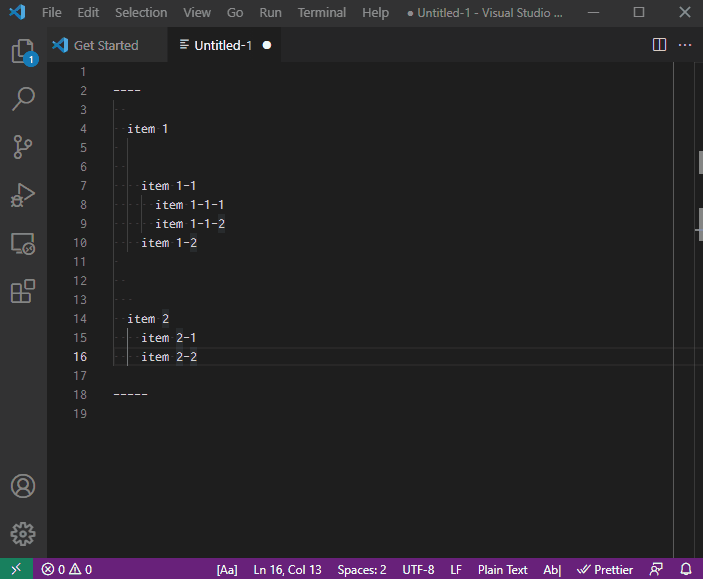 File Edit Selection View Go Run Terminal Help ● Untitled-1 - Visual Studio ...
Get Started Untitled-1 ● ...
1
1
2 ----
3
4 item 1
5
6
7 item 1-1
8 item 1-1-1
9 item 1-1-2
10 item 1-2
11
12
13
14 item 2
15 item 2-1
16 item 2-2
17
18 -----
19
0 0 [Aa] Ln 16, Col 13 Spaces: 2 UTF-8 LF Plain Text Ab| Prettier